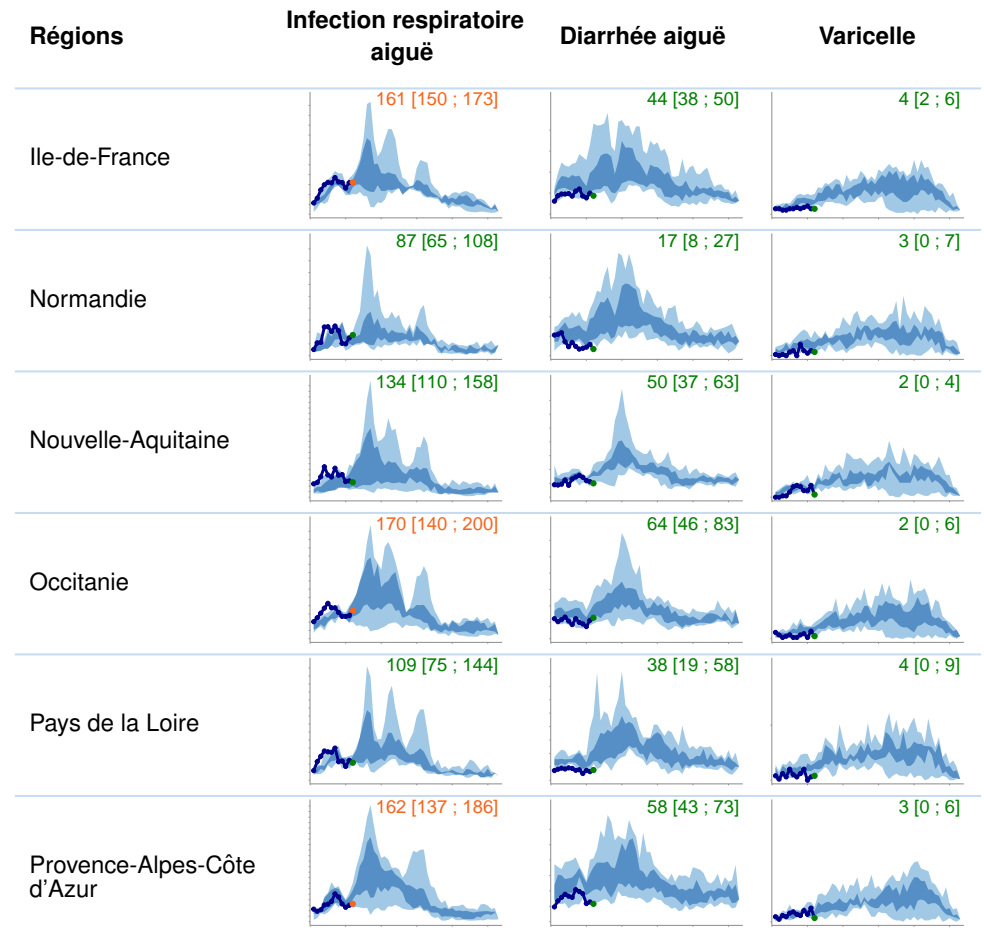 Régions
Infection respiratoire
aiguë
Diarrhée aiguë
Varicelle
Ile-de-France
161 [150 ; 173]
44 [38 ; 50]
4 [2 ; 6]
Normandie
87 [65 ; 108]
17 [8 ; 27]
3 [0 ; 7]
Nouvelle-Aquitaine
134 [110 ; 158]
50 [37 ; 63]
2 [0 ; 4]
Occitanie
170 [140 ; 200]
64 [46 ; 83]
2 [0 ; 6]
Pays de la Loire
109 [75 ; 144]
38 [19 ; 58]
4 [0 ; 9]
Provence-Alpes-Côte
d'Azur
162 [137 ; 186]
58 [43 ; 73]
3 [0 ; 6]